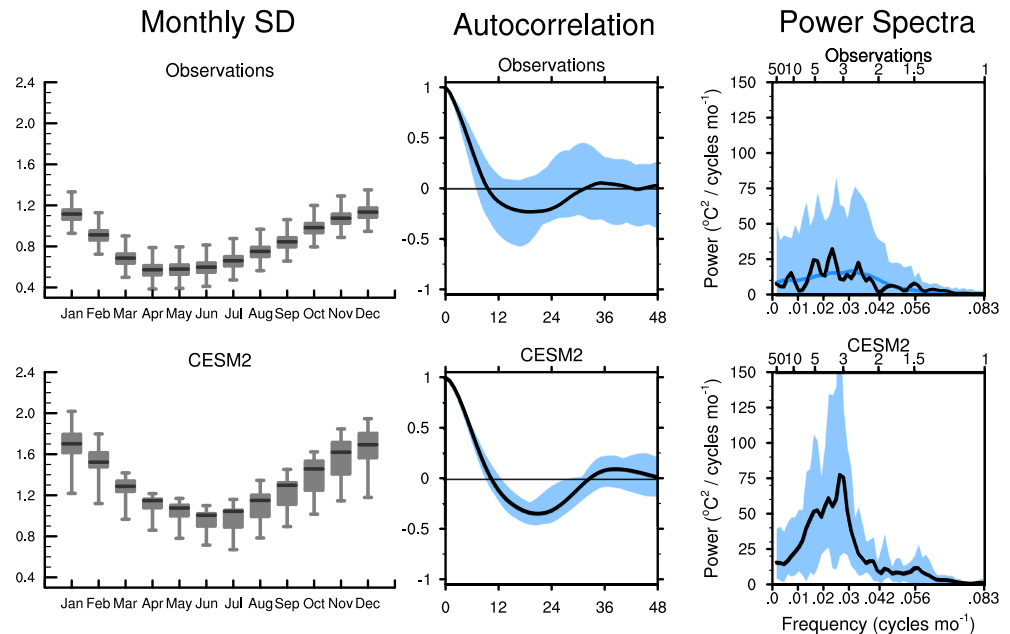 Monthly SD
Autocorrelation
Power Spectra
Observations
2.4
2.0
1.6
1.2
0.8
0.4
Jan Feb Mar Apr May Jun Jul Aug Sep Oct Nov Dec
Observations
1
0.5
0
-0.5
-1
0 12 24 36 48
Observations
50 10 5 3 2 1.5 1
150
125
100
75
50
25
0
Power (°C² / cycles mo⁻¹)
.0 .01 .02 .03 .042 .056 .083
CESM2
2.4
2.0
1.6
1.2
0.8
0.4
Jan Feb Mar Apr May Jun Jul Aug Sep Oct Nov Dec
CESM2
1
0.5
0
-0.5
-1
0 12 24 36 48
CESM2
50 10 5 3 2 1.5 1
150
125
100
75
50
25
0
Power (°C² / cycles mo⁻¹)
.0 .01 .02 .03 .042 .056 .083
Frequency (cycles mo⁻¹)